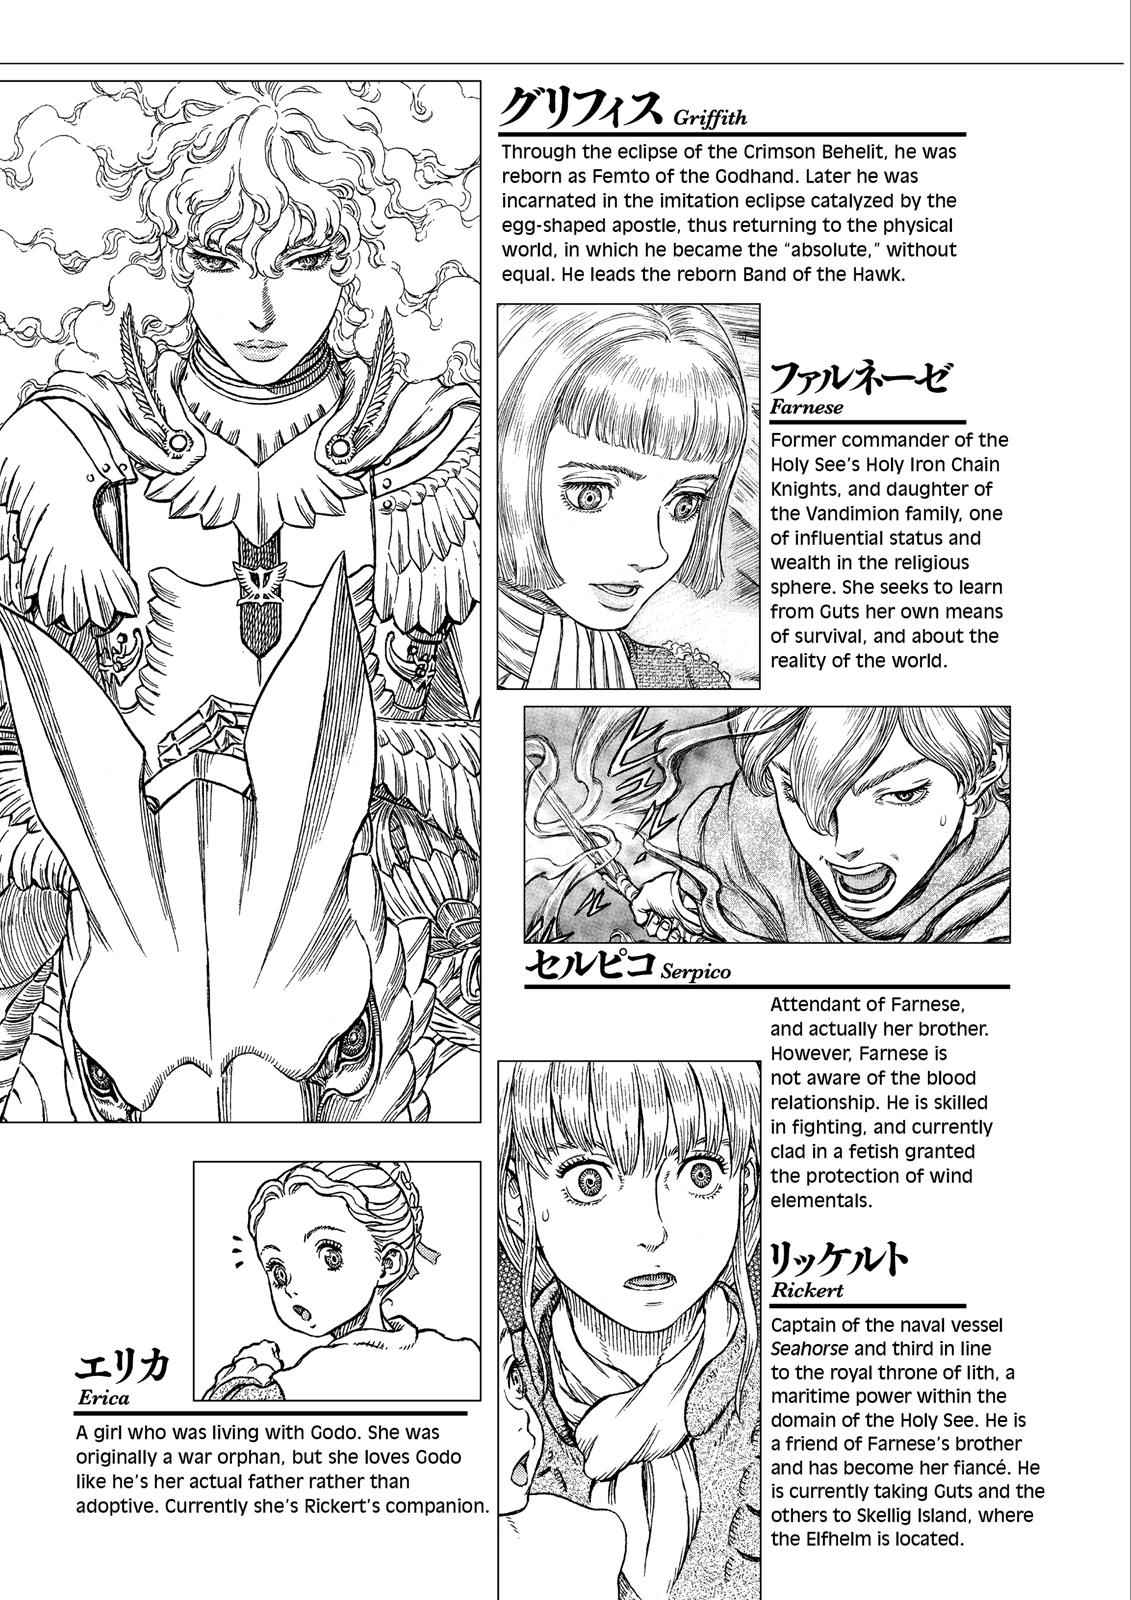 グリフィス Griffith
Through the eclipse of the Crimson Behelit, he was
reborn as Femto of the Godhand. Later he was
incarnated in the imitation eclipse catalyzed by the
egg-shaped apostle, thus returning to the physical
world, in which he became the “absolute,” without
equal. He leads the reborn Band of the Hawk.
ファルネーゼ
Farnese
Former commander of the
Holy See’s Holy Iron Chain
Knights, and daughter of
the Vandimion family, one
of influential status and
wealth in the religious
sphere. She seeks to learn
from Guts her own means
of survival, and about the
reality of the world.
セルピコ Serpico
Attendant of Farnese,
and actually her brother.
However, Farnese is
not aware of the blood
relationship. He is skilled
in fighting, and currently
clad in a fetish granted
the protection of wind
elementals.
リッケルト
Rickert
Captain of the naval vessel
Seahorse and third in line
to the royal throne of Iith, a
maritime power within the
domain of the Holy See. He is
a friend of Farnese’s brother
and has become her fiancé. He
is currently taking Guts and the
others to Skellig Island, where
the Elfhelm is located.
エリカ
Erica
A girl who was living with Godo. She was
originally a war orphan, but she loves Godo
like he’s her actual father rather than
adoptive. Currently she’s Rickert’s companion.